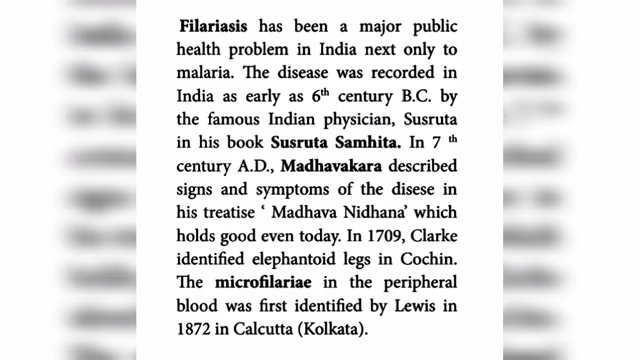 Filariasis has been a major public
health problem in India next only to
malaria. The disease was recorded in
India as early as 6th century B.C. by
the famous Indian physician, Susruta
in his book Susruta Samhita. In 7 th
century A.D., Madhavakara described
signs and symptoms of the disese in
his treatise ‘ Madhava Nidhana’ which
holds good even today. In 1709, Clarke
identified elephantoid legs in Cochin.
The microfilariae in the peripheral
blood was first identified by Lewis in
1872 in Calcutta (Kolkata).